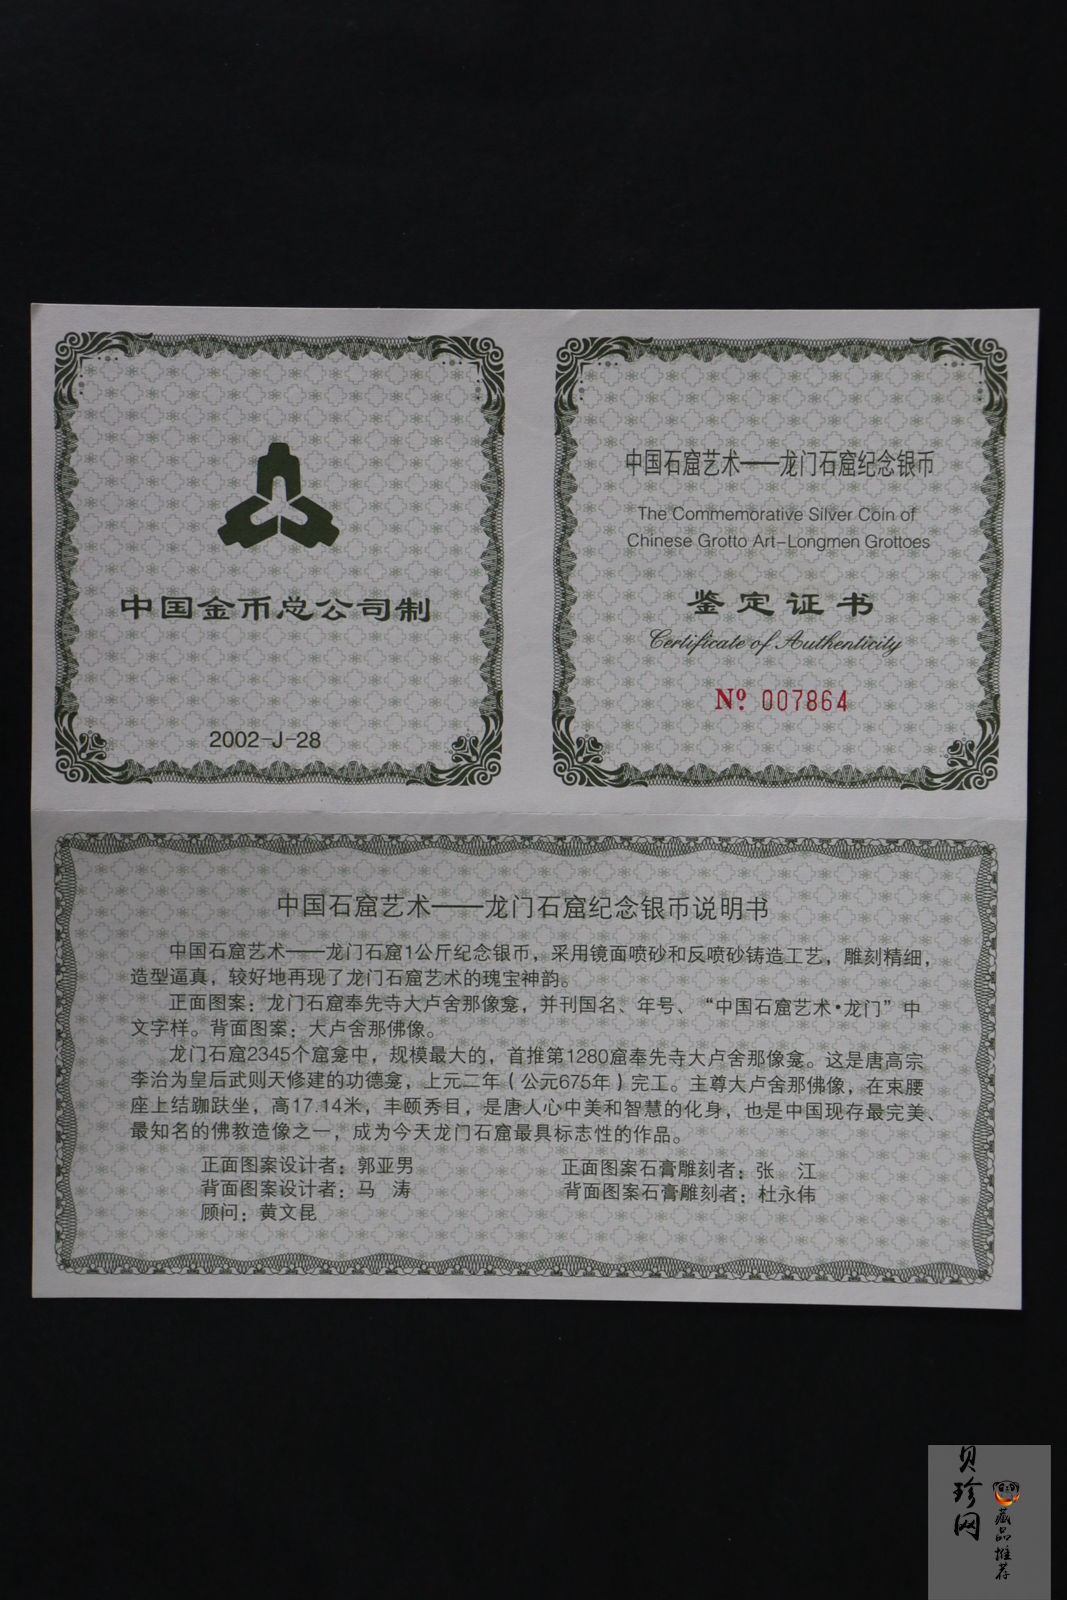 中国金币总公司制
2002-J-28
中国石窟艺术——龙门石窟纪念银币
The Commemorative Silver Coin of
Chinese Grotto Art-Longmen Grottoes
鉴定证书
Certificate of Authenticity
Nº 007864
中国石窟艺术——龙门石窟纪念银币说明书
中国石窟艺术——龙门石窟1公斤纪念银币，采用镜面喷砂和反喷砂铸造工艺，雕刻精细，
造型逼真，较好地再现了龙门石窟艺术的瑰宝神韵。
正面图案：龙门石窟奉先寺大卢舍那像龛，并刊国名、年号、“中国石窟艺术·龙门”中
文字样。背面图案：大卢舍那佛像。
龙门石窟2345个窟龛中，规模最大的，首推第1280窟奉先寺大卢舍那像龛。这是唐高宗
李治为皇后武则天修建的功德龛，上元二年（公元675年）完工。主尊大卢舍那佛像，在束腰
座上结跏趺坐，高17.14米，丰颐秀目，是唐人心中美和智慧的化身，也是中国现存最完美、
最知名的佛教造像之一，成为今天龙门石窟最具标志性的作品。
正面图案设计者：郭亚男 正面图案石膏雕刻者：张 江
背面图案设计者：马 涛 背面图案石膏雕刻者：杜永伟
顾问：黄文昆
贝珍网
藏品推荐